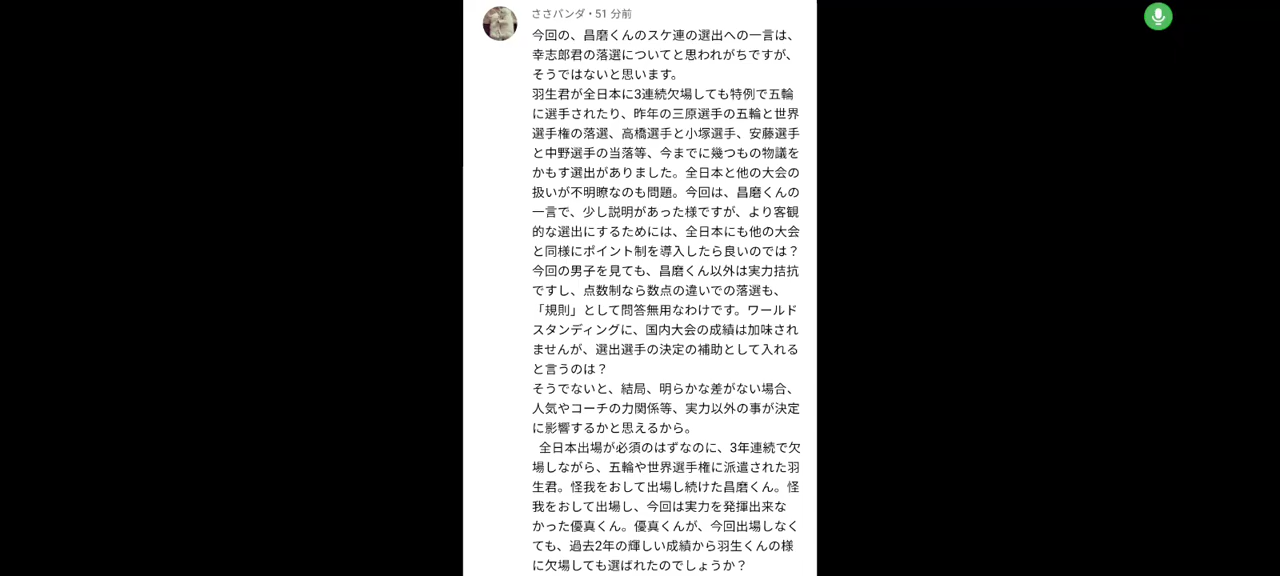 ささパンダ・51 分前
今回の、昌磨くんのスケ連の選出への一言は、
幸志郎君の落選についてと思われがちですが、
そうではないと思います。
羽生君が全日本に3連続欠場しても特例で五輪
に選手されたり、昨年の三原選手の五輪と世界
選手権の落選、高橋選手と小塚選手、安藤選手
と中野選手の当落等、今までに幾つもの物議を
かもす選出がありました。全日本と他の大会の
扱いが不明瞭なのも問題。今回は、昌磨くんの
一言で、少し説明があった様ですが、より客観
的な選出にするためには、全日本にも他の大会
と同様にポイント制を導入したら良いのでは？
今回の男子を見ても、昌磨くん以外は実力拮抗
ですし、点数制なら数点の違いでの落選も、
「規則」として問答無用なわけです。ワールド
スタンディングに、国内大会の成績は加味され
ませんが、選出選手の決定の補助として入れる
と言うのは？
そうでないと、結局、明らかな差がない場合、
人気やコーチの力関係等、実力以外の事が決定
に影響するかと思えるから。
全日本出場が必須のはずなのに、3年連続で欠
場しながら、五輪や世界選手権に派遣された羽
生君。怪我をおして出場し続けた昌磨くん。怪
我をおして出場し、今回は実力を発揮出来な
かった優真くん。優真くんが、今回出場しなく
ても、過去2年の輝しい成績から羽生くんの様
に欠場しても選ばれたのでしょうか？